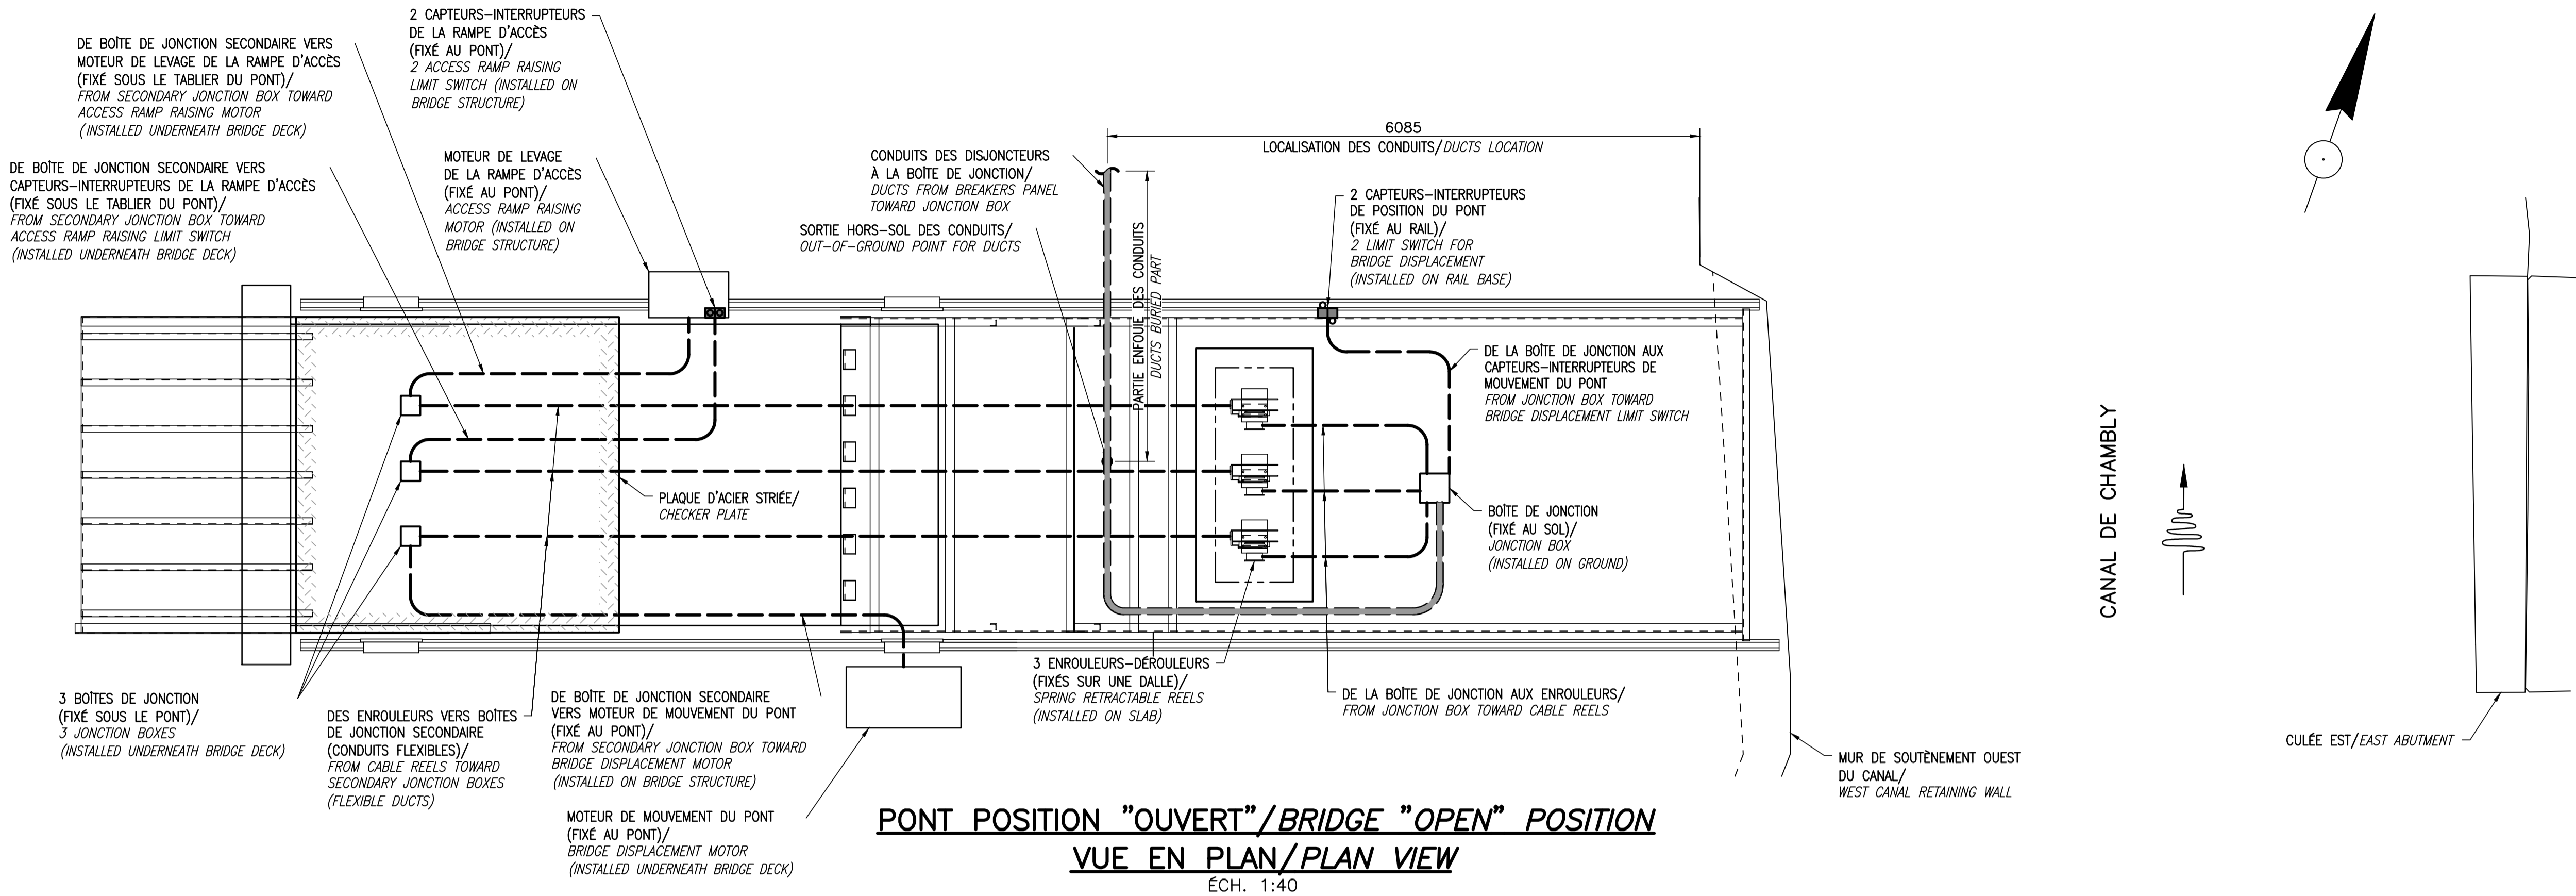 2 CAPTEURS-INTERRUPTEURS
DE LA RAMPE D'ACCÈS
(FIXÉ AU PONT)/
2 ACCESS RAMP RAISING
LIMIT SWITCH (INSTALLED ON
BRIDGE STRUCTURE)
DE BOÎTE DE JONCTION SECONDAIRE VERS
MOTEUR DE LEVAGE DE LA RAMPE D'ACCÈS
(FIXÉ SOUS LE TABLIER DU PONT)/
FROM SECONDARY JONCTION BOX TOWARD
ACCESS RAMP RAISING MOTOR
(INSTALLED UNDERNEATH BRIDGE DECK)
DE BOÎTE DE JONCTION SECONDAIRE VERS
CAPTEURS-INTERRUPTEURS DE LA RAMPE D'ACCÈS
(FIXÉ SOUS LE TABLIER DU PONT)/
FROM SECONDARY JONCTION BOX TOWARD
ACCESS RAMP RAISING LIMIT SWITCH
(INSTALLED UNDERNEATH BRIDGE DECK)
MOTEUR DE LEVAGE
DE LA RAMPE D'ACCÈS
(FIXÉ AU PONT)/
ACCESS RAMP RAISING
MOTOR (INSTALLED ON
BRIDGE STRUCTURE)
CONDUITS DES DISJONCTEURS
À LA BOÎTE DE JONCTION/
DUCTS FROM BREAKERS PANEL
TOWARD JONCTION BOX
SORTIE HORS-SOL DES CONDUITS/
OUT-OF-GROUND POINT FOR DUCTS
6085
LOCALISATION DES CONDUITS/DUCTS LOCATION
PARTIE ENFOUIE DES CONDUITS
DUCTS BURIED PART
2 CAPTEURS-INTERRUPTEURS
DE POSITION DU PONT
(FIXÉ AU RAIL)/
2 LIMIT SWITCH FOR
BRIDGE DISPLACEMENT
(INSTALLED ON RAIL BASE)
DE LA BOÎTE DE JONCTION AUX
CAPTEURS-INTERRUPTEURS DE
MOUVEMENT DU PONT
FROM JONCTION BOX TOWARD
BRIDGE DISPLACEMENT LIMIT SWITCH
PLAQUE D'ACIER STRIÉE/
CHECKER PLATE
BOÎTE DE JONCTION
(FIXÉ AU SOL)/
JONCTION BOX
(INSTALLED ON GROUND)
CANAL DE CHAMBLY
3 BOÎTES DE JONCTION
(FIXÉ SOUS LE PONT)/
3 JONCTION BOXES
(INSTALLED UNDERNEATH BRIDGE DECK)
DES ENROULEURS VERS BOÎTES
DE JONCTION SECONDAIRE
(CONDUITS FLEXIBLES)/
FROM CABLE REELS TOWARD
SECONDARY JONCTION BOXES
(FLEXIBLE DUCTS)
DE BOÎTE DE JONCTION SECONDAIRE
VERS MOTEUR DE MOUVEMENT DU PONT
(FIXÉ AU PONT)/
FROM SECONDARY JONCTION BOX TOWARD
BRIDGE DISPLACEMENT MOTOR
(INSTALLED ON BRIDGE STRUCTURE)
MOTEUR DE MOUVEMENT DU PONT
(FIXÉ AU PONT)/
BRIDGE DISPLACEMENT MOTOR
(INSTALLED UNDERNEATH BRIDGE DECK)
3 ENROULEURS-DÉROULEURS
(FIXÉS SUR UNE DALLE)/
SPRING RETRACTABLE REELS
(INSTALLED ON SLAB)
DE LA BOÎTE DE JONCTION AUX ENROULEURS/
FROM JONCTION BOX TOWARD CABLE REELS
MUR DE SOUTÈNEMENT OUEST
DU CANAL/
WEST CANAL RETAINING WALL
CULÉE EST/EAST ABUTMENT
PONT POSITION "OUVERT"/BRIDGE "OPEN" POSITION
VUE EN PLAN/PLAN VIEW
ÉCH. 1:40